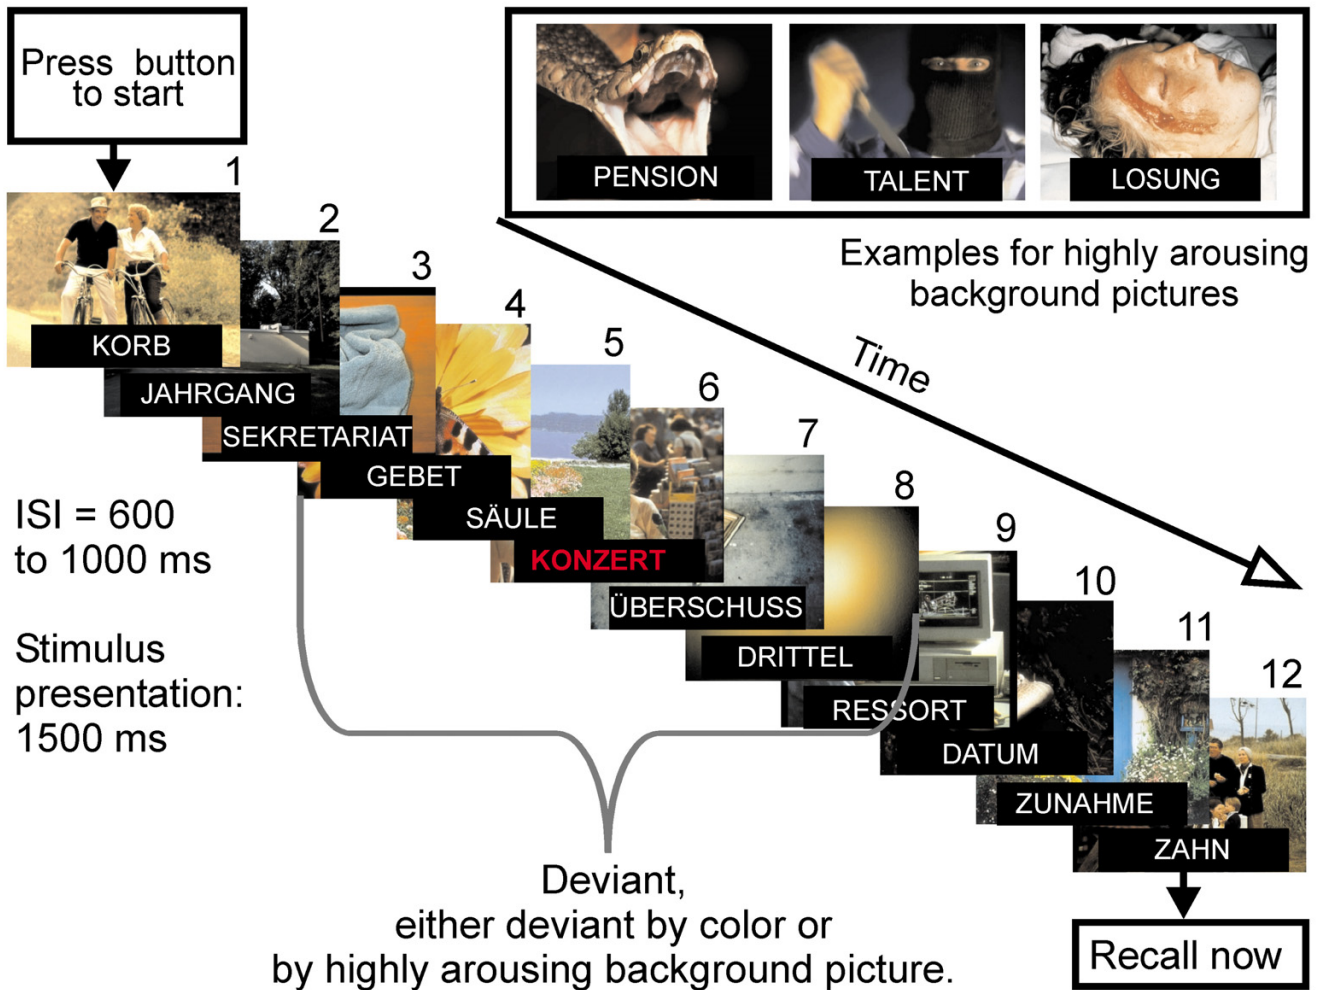 Press button
to start
PENSION
TALENT
LOSUNG
Examples for highly arousing
background pictures
Time
1
KORB
2
JAHRGANG
3
SEKRETARIAT
4
GEBET
5
SÄULE
6
KONZERT
7
ÜBERSCHUSS
8
DRITTEL
9
RESSORT
10
DATUM
11
ZUNAHME
12
ZAHN
ISI = 600
to 1000 ms
Stimulus
presentation:
1500 ms
Deviant,
either deviant by color or
by highly arousing background picture.
Recall now